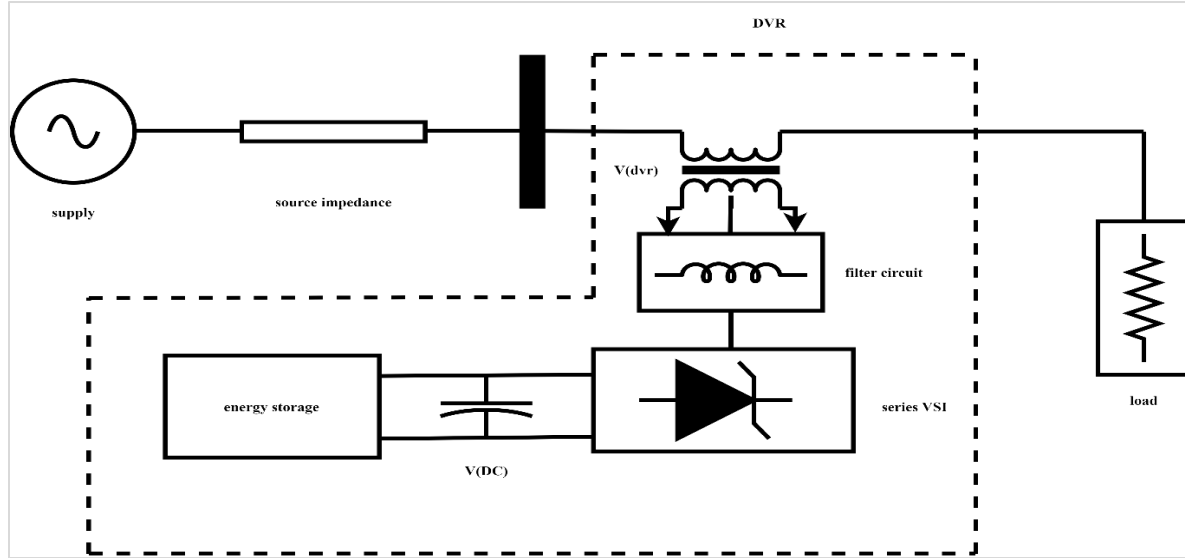 DVR
V(dvr)
supply
source impedance
filter circuit
energy storage
series VSI
load
V(DC)